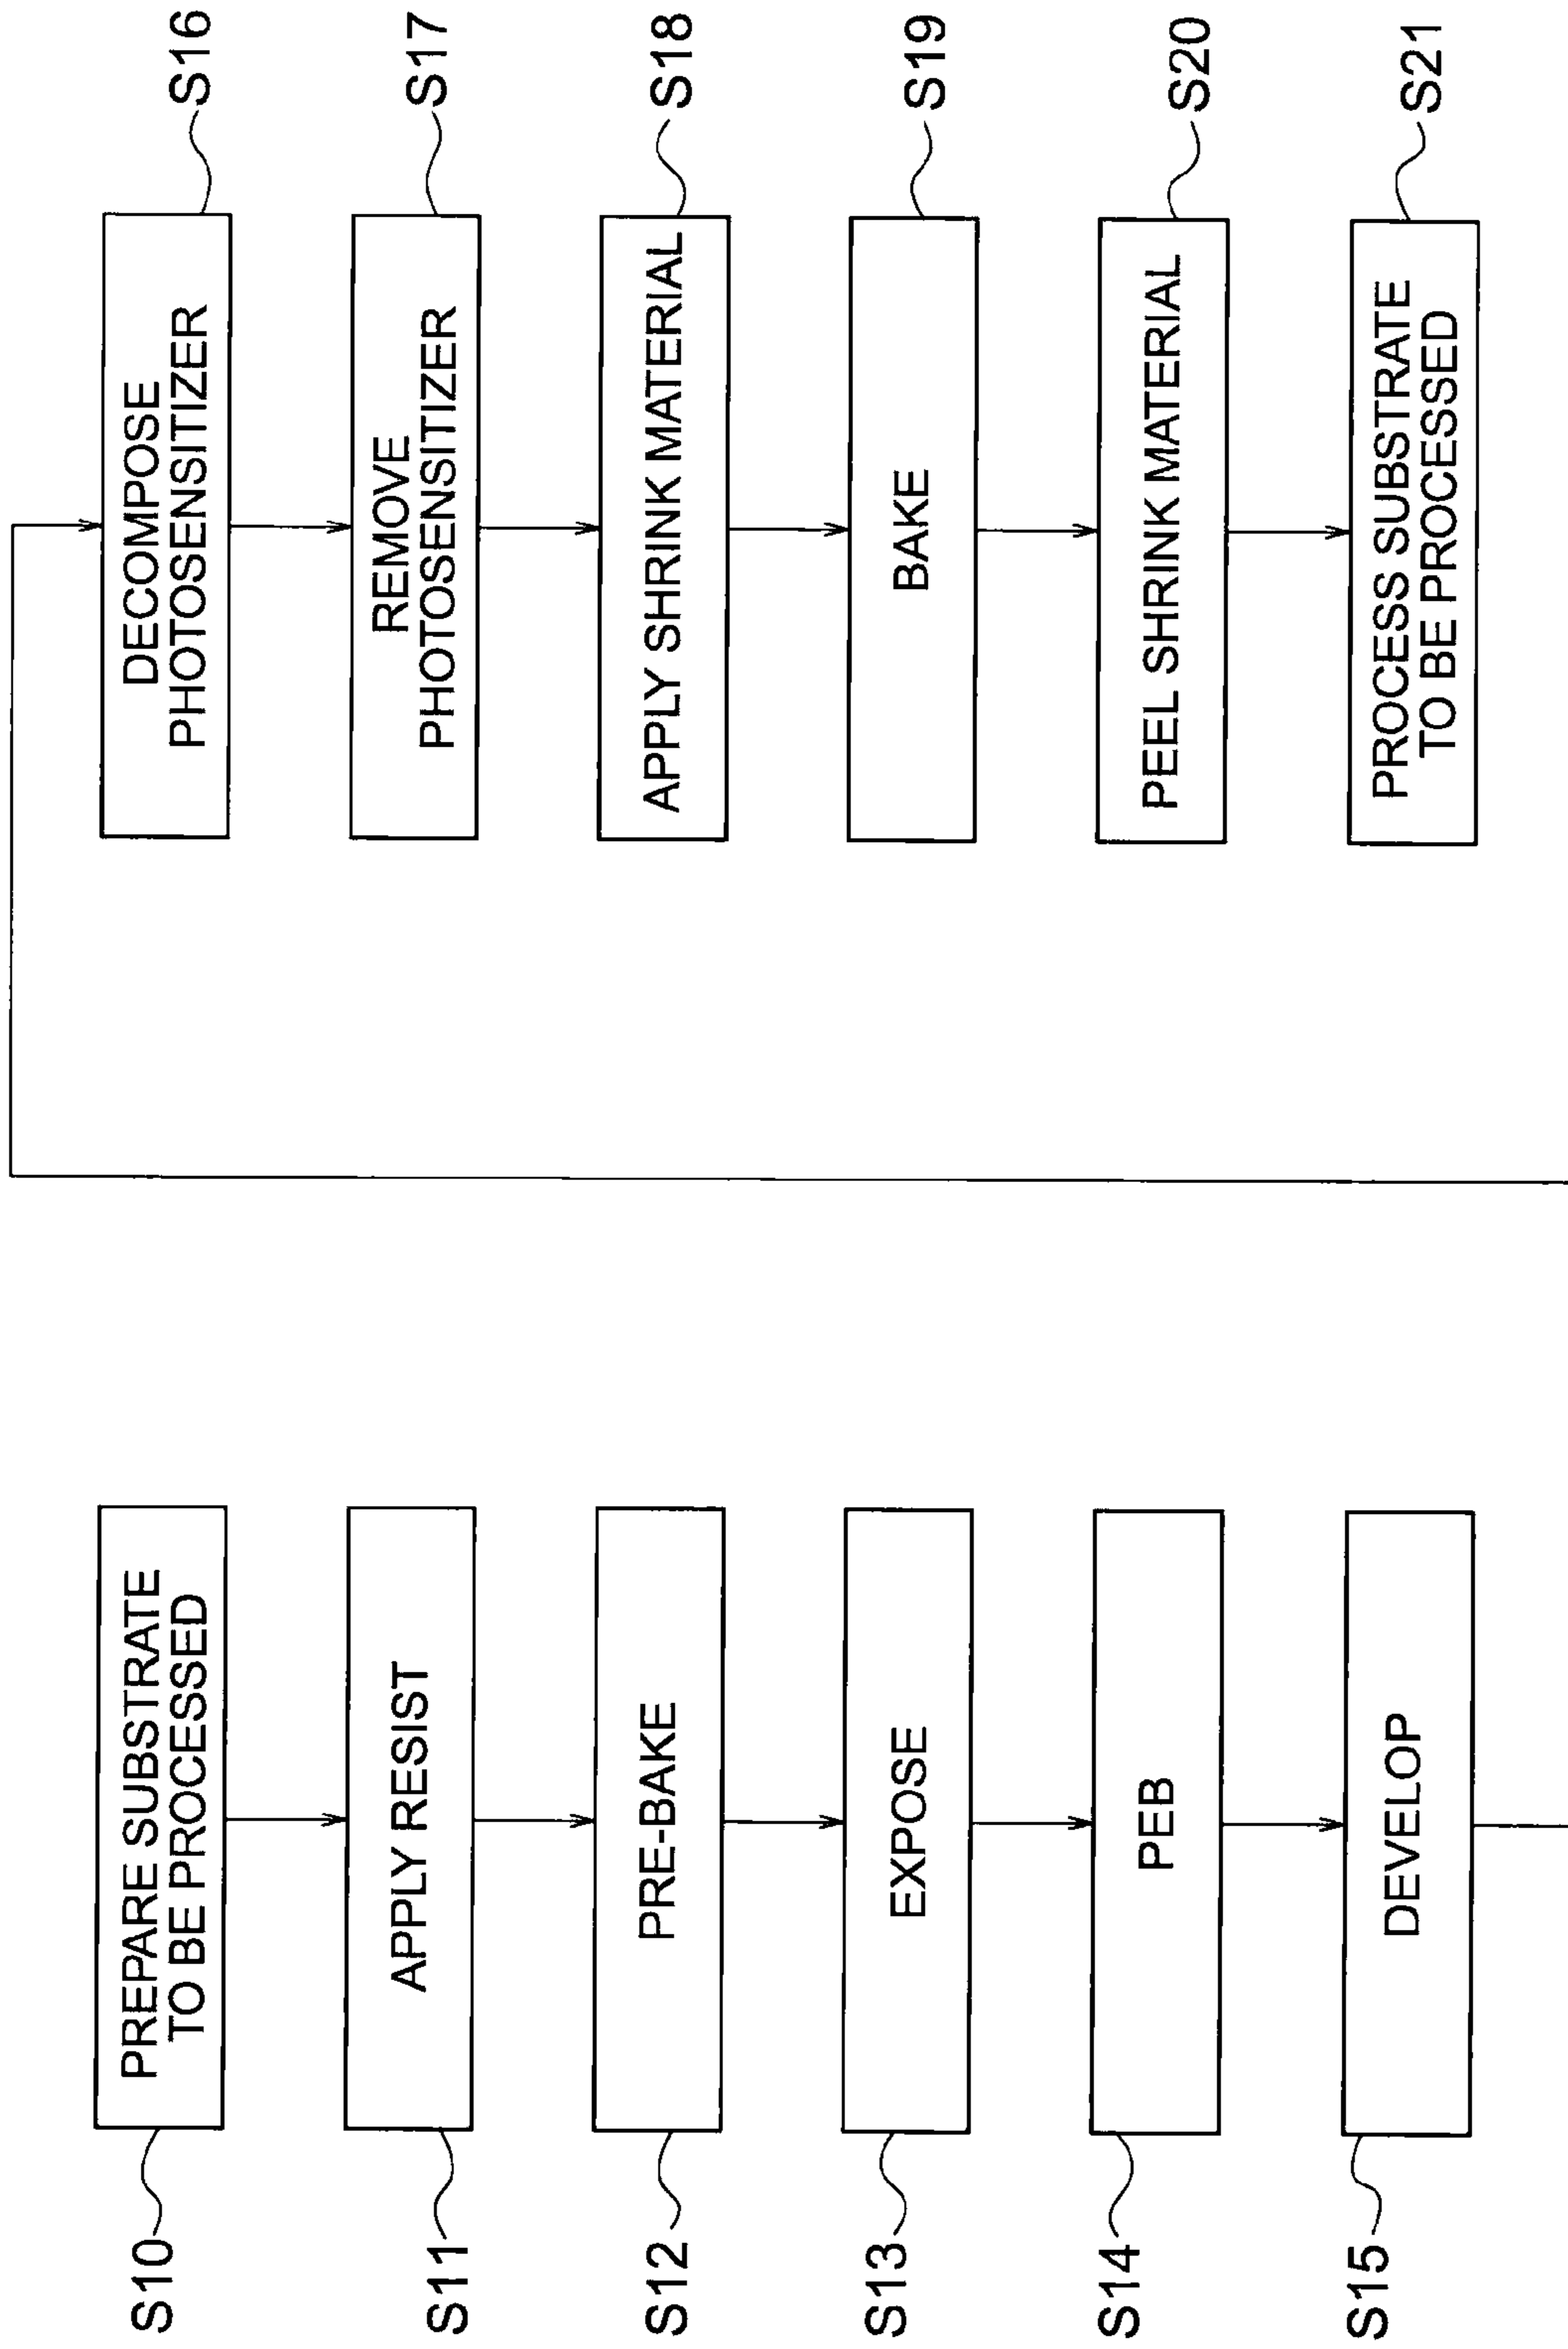 S10
PREPARE SUBSTRATE
TO BE PROCESSED
S11
APPLY RESIST
S12
PRE-BAKE
S13
EXPOSE
S14
PEB
S15
DEVELOP
DECOMPOSE
PHOTOSENSITIZER
S16
REMOVE
PHOTOSENSITIZER
S17
APPLY SHRINK MATERIAL
S18
BAKE
S19
PEEL SHRINK MATERIAL
S20
PROCESS SUBSTRATE
TO BE PROCESSED
S21